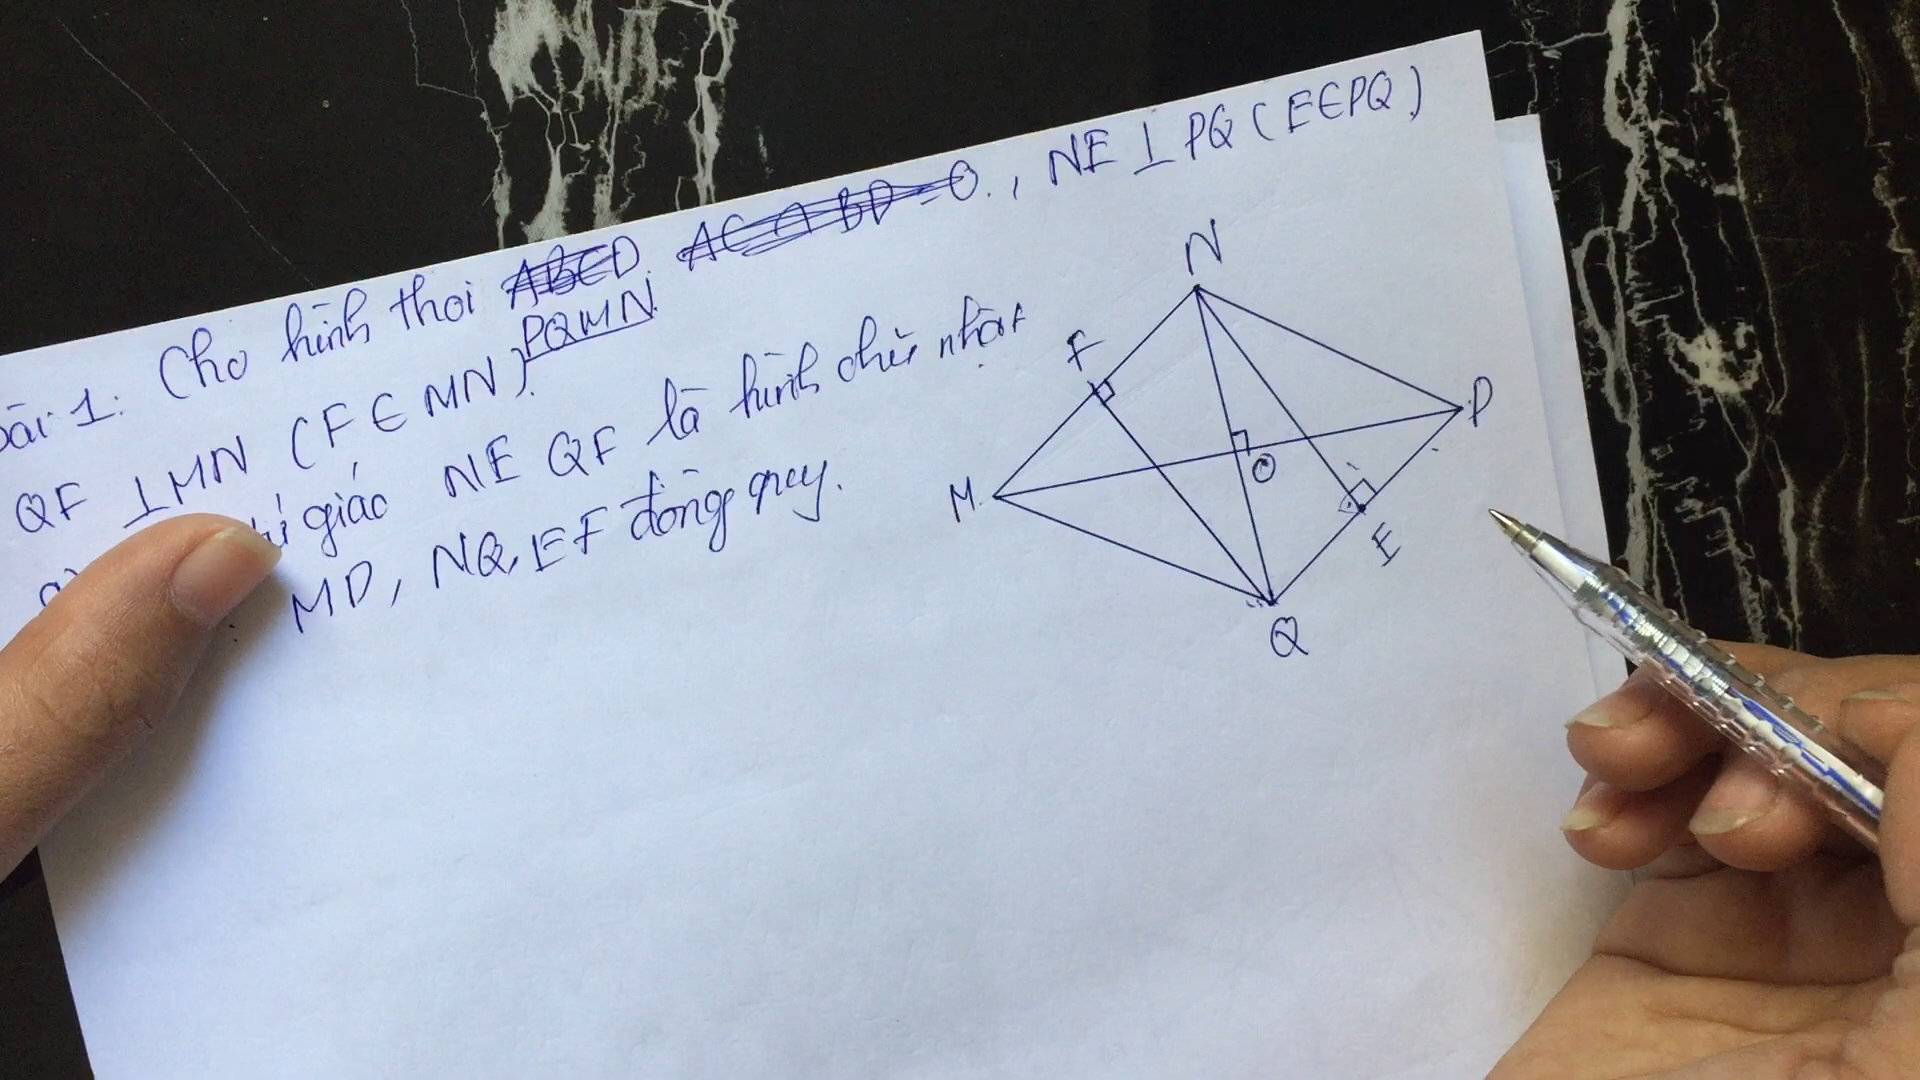 bài 1: Cho hình thoi ABCD. AC ∩ BD = O., NE ⊥ PQ (E∈PQ)
PQMN.
QF ⊥ MN (F ∈ MN).
giác NE QF là hình chữ nhật
MP, NQ, EF đồng quy.
N
F
P
M
O
E
Q